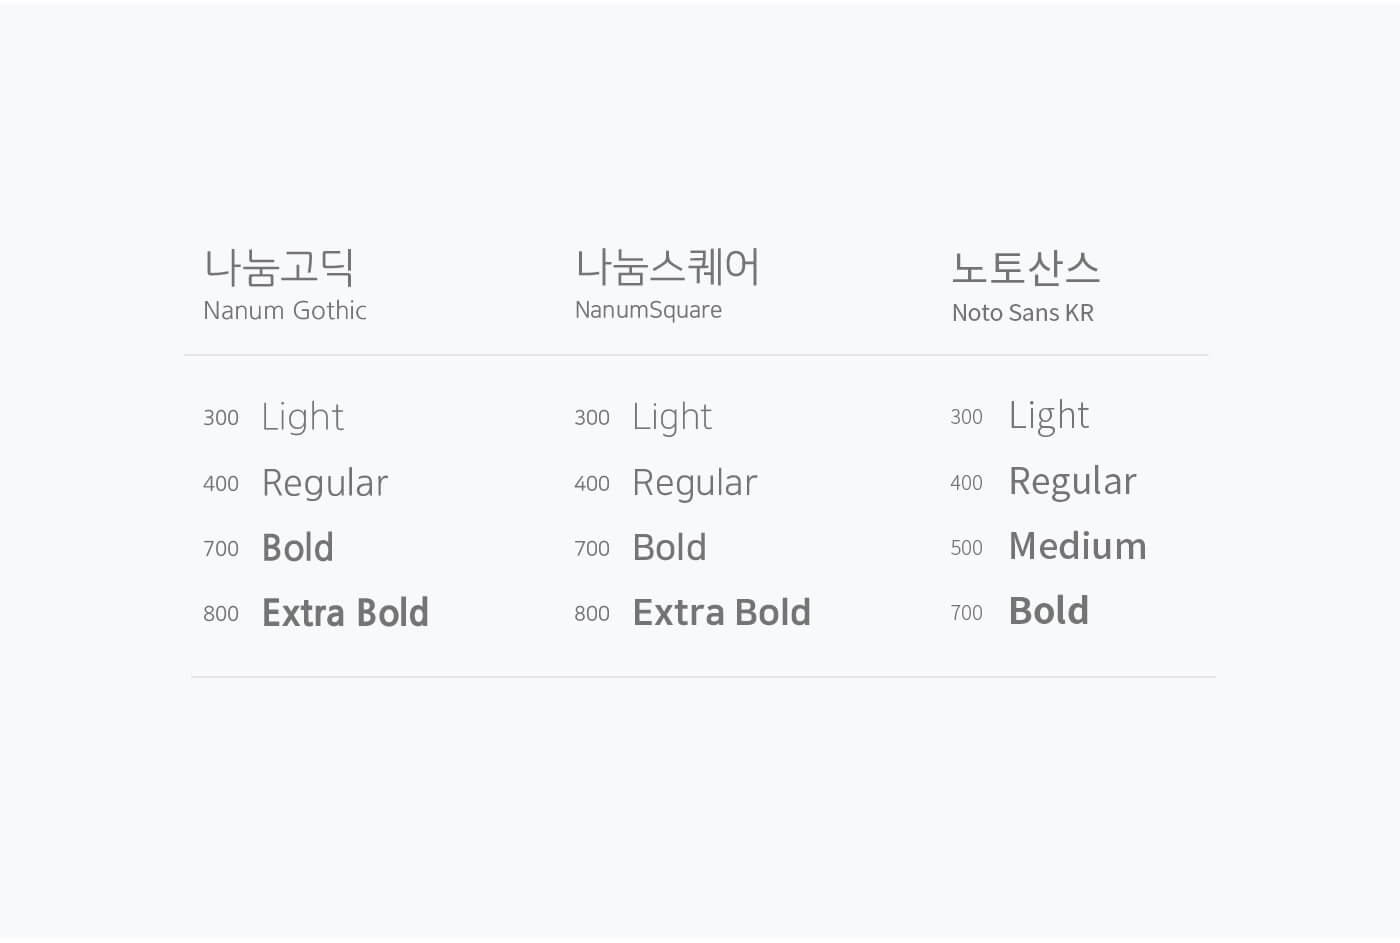 나눔고딕
Nanum Gothic
300 Light
400 Regular
700 Bold
800 Extra Bold
나눔스퀘어
NanumSquare
300 Light
400 Regular
700 Bold
800 Extra Bold
노토산스
Noto Sans KR
300 Light
400 Regular
500 Medium
700 Bold